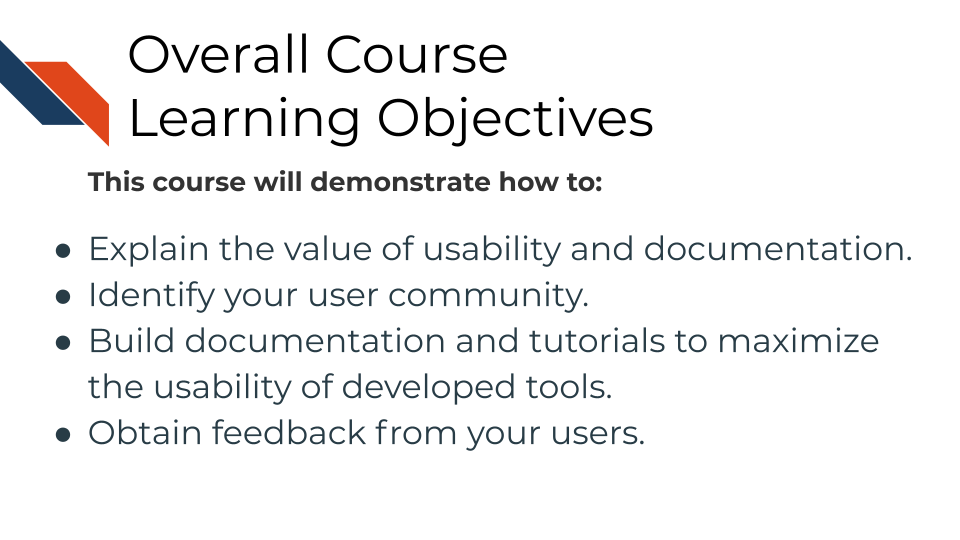 Overall Course
Learning Objectives
This course will demonstrate how to:
● Explain the value of usability and documentation.
● Identify your user community.
● Build documentation and tutorials to maximize
the usability of developed tools.
● Obtain feedback from your users.